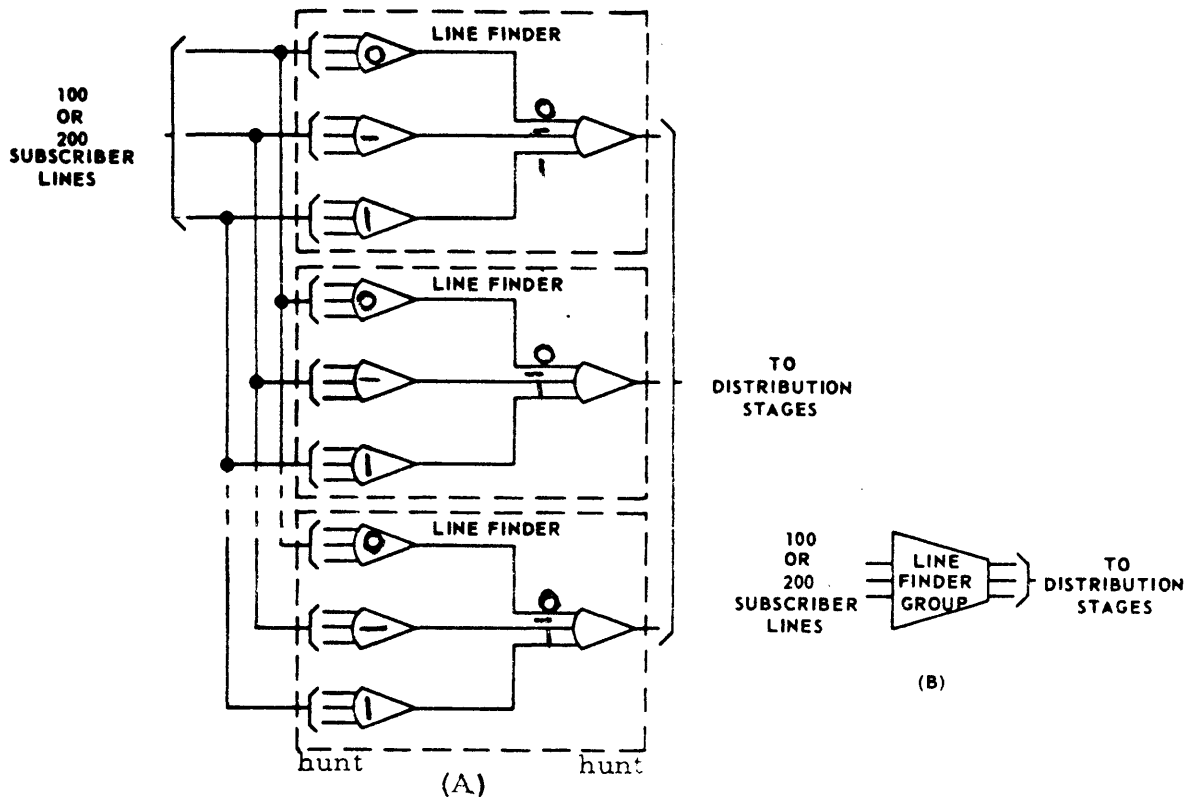 LINE FINDER
100
OR
200
SUBSCRIBER
LINES
LINE FINDER
TO
DISTRIBUTION
STAGES
LINE FINDER
hunt
hunt
(A)
100
OR
200
SUBSCRIBER
LINES
LINE
FINDER
GROUP
TO
DISTRIBUTION
STAGES
(B)